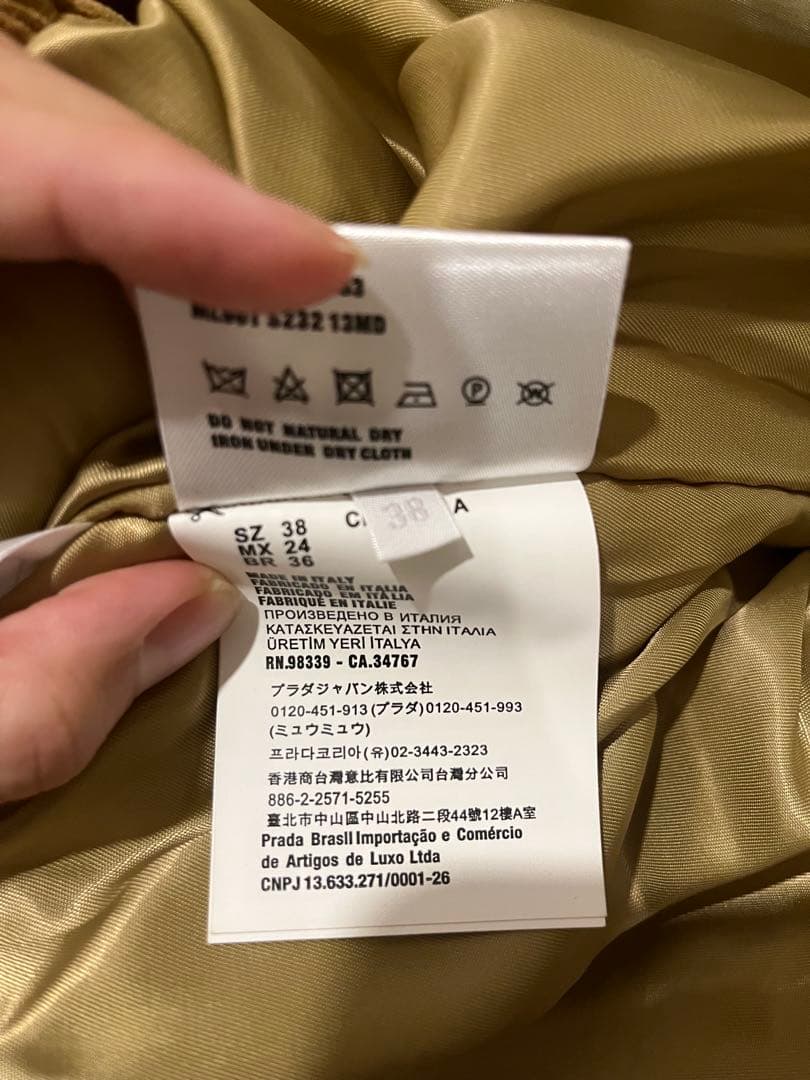 63
S232 13MD
DO NOT NATURAL DRY
IRON UNDER DRY CLOTH
38
SZ 38
MX 24
BR 36
MADE IN ITALY
FABRICADO EN ITALIA
FABRICADO EM ITÁLIA
FABRIQUÉ EN ITALIE
ПРОИЗВЕДЕНО В ИТАЛИЯ
ΚΑΤΑΣΚΕΥΑΖΕΤΑΙ ΣΤΗΝ ΙΤΑΛΙΑ
ÜRETİM YERİ İTALYA
RN.98339 - CA.34767
プラダジャパン株式会社
0120-451-913 (プラダ) 0120-451-993
(ミュウミュウ)
프라다코리아 (유) 02-3443-2323
香港商台灣意比有限公司台灣分公司
886-2-2571-5255
臺北市中山區中山北路二段44號12樓A室
Prada Brasil Importação e Comércio
de Artigos de Luxo Ltda
CNPJ 13.633.271/0001-26